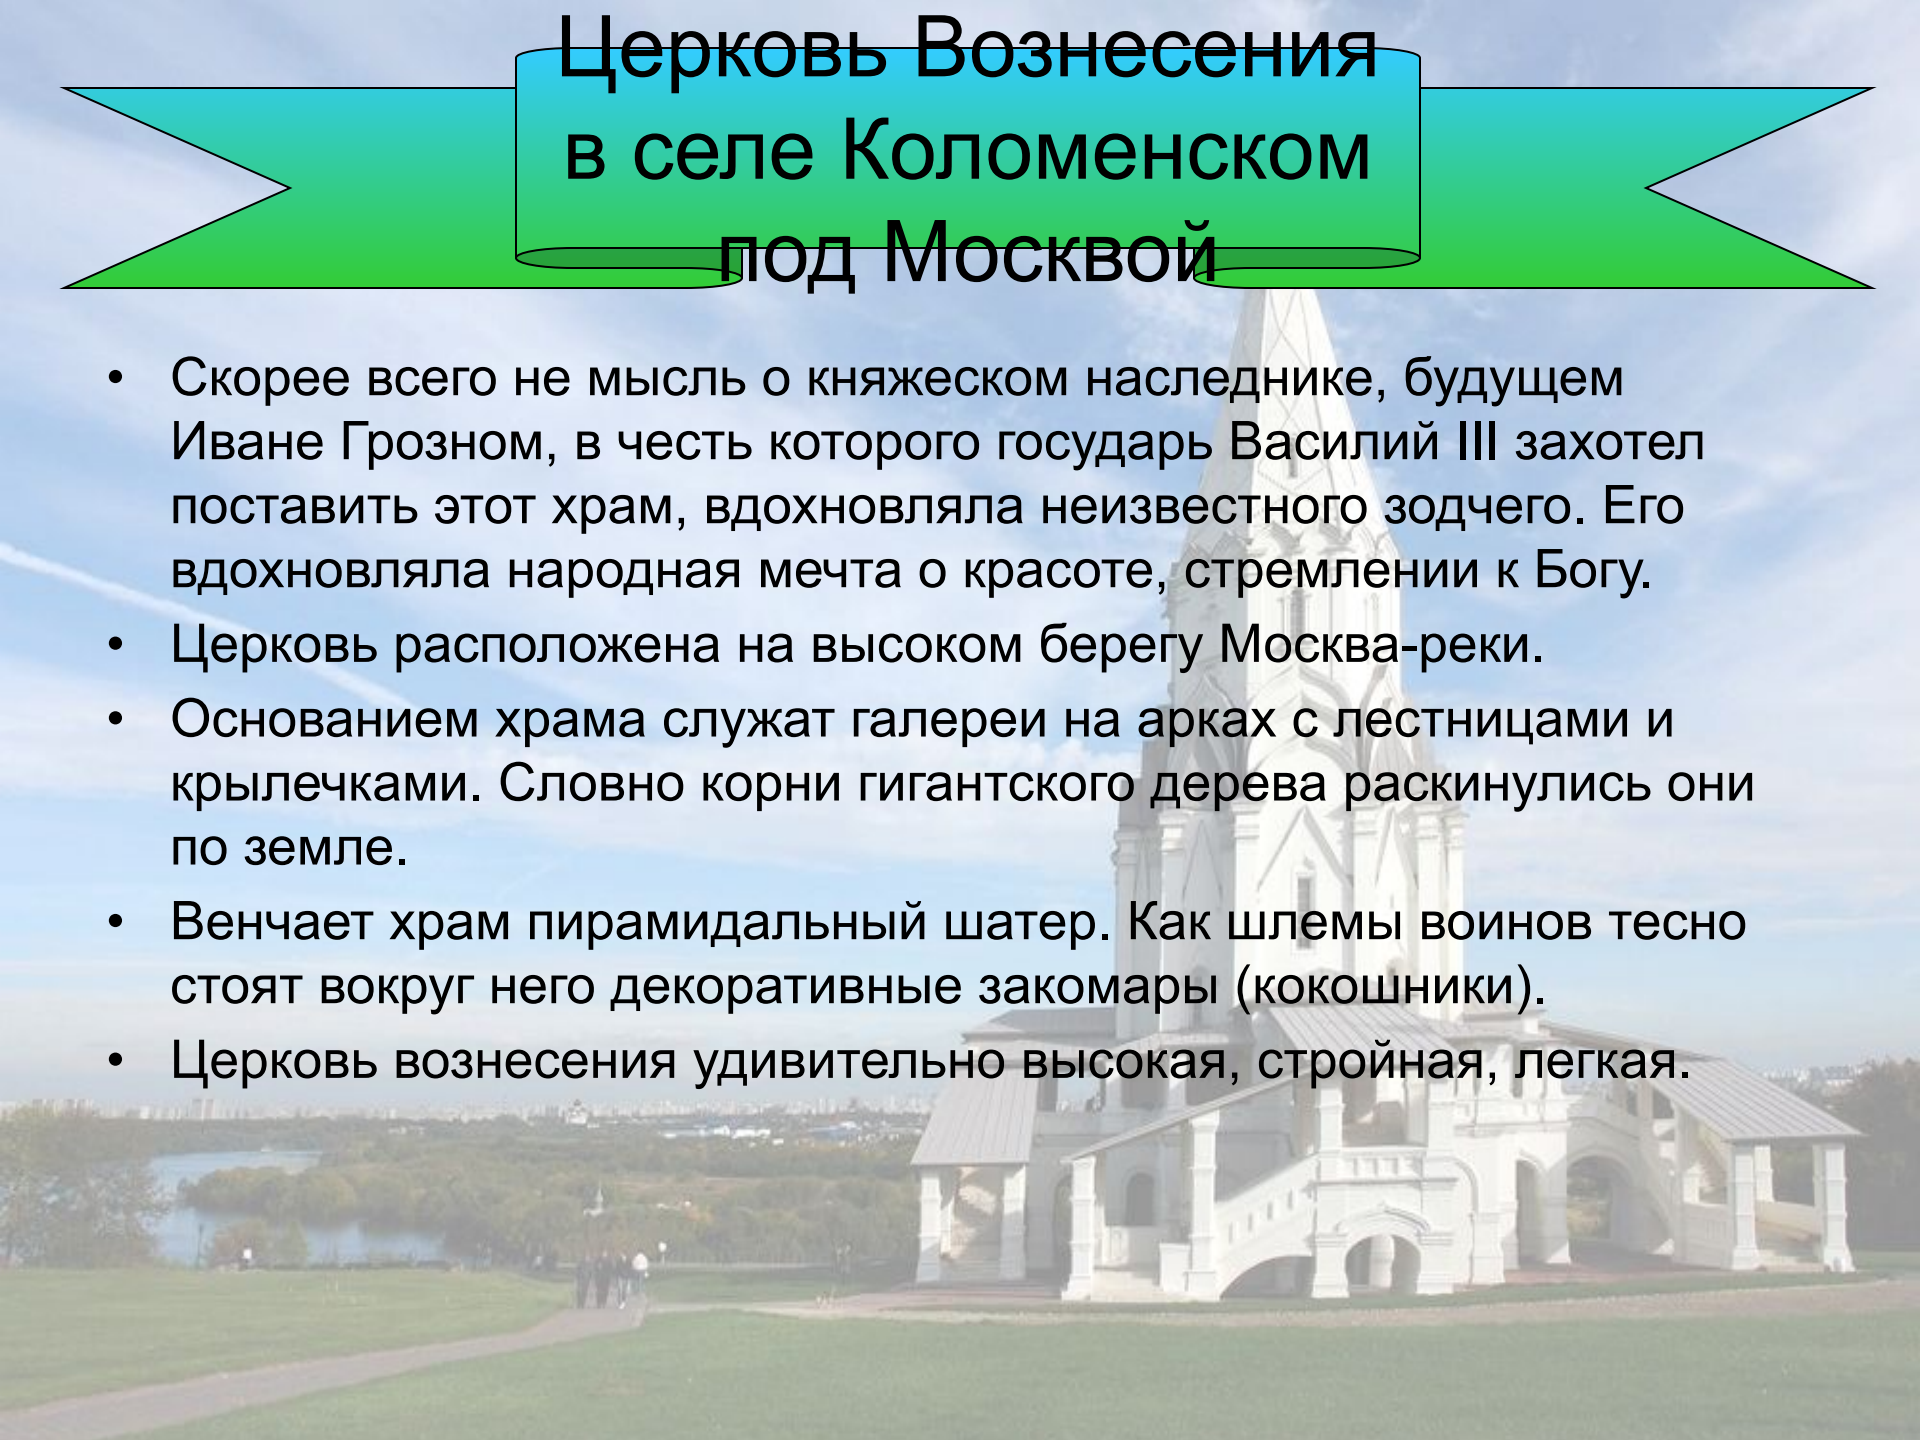 Церковь Вознесения
в селе Коломенском
под Москвой
• Скорее всего не мысль о княжеском наследнике, будущем
Иване Грозном, в честь которого государь Василий III захотел
поставить этот храм, вдохновляла неизвестного зодчего. Его
вдохновляла народная мечта о красоте, стремлении к Богу.
• Церковь расположена на высоком берегу Москва-реки.
• Основанием храма служат галереи на арках с лестницами и
крылечками. Словно корни гигантского дерева раскинулись они
по земле.
• Венчает храм пирамидальный шатер. Как шлемы воинов тесно
стоят вокруг него декоративные закомары (кокошники).
• Церковь вознесения удивительно высокая, стройная, легкая.